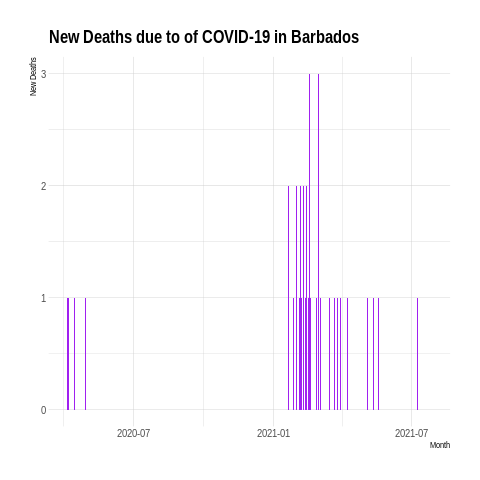 New Deaths due to of COVID-19 in Barbados
New Deaths
3
2
1
0
2020-07
2021-01
2021-07
Month